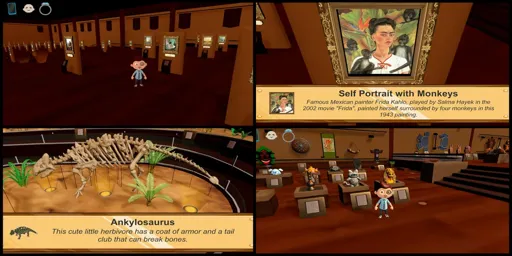 Self Portrait with Monkeys
Famous Mexican painter Frida Kahlo, played by Salma Hayek in the
2002 movie "Frida", painted herself surrounded by four monkeys in this
1943 painting.
Ankylosaurus
This cute little herbivore has a coat of armor and a tail
club that can break bones.